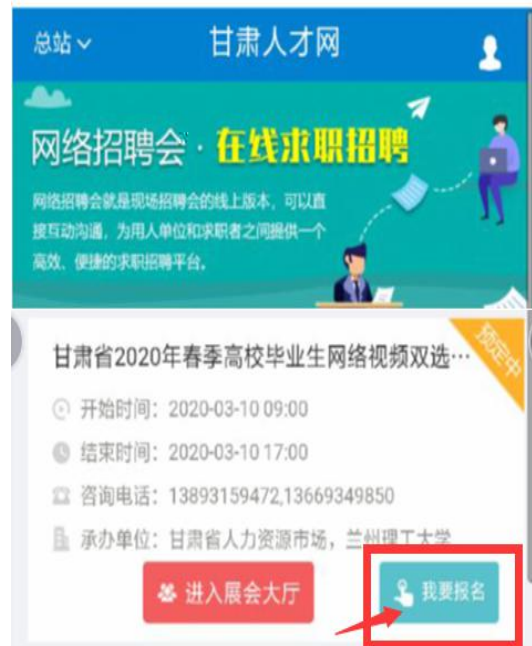 总站
甘肃人才网
网络招聘会·在线求职招聘
网络招聘会就是现场招聘会的线上版本，可以直
接互动沟通，为用人单位和求职者之间提供一个
高效、便捷的求职招聘平台。
预定中
甘肃省2020年春季高校毕业生网络视频双选…
开始时间：2020-03-10 09:00
结束时间：2020-03-10 17:00
咨询电话：13893159472,13669349850
承办单位：甘肃省人力资源市场，兰州理工大学
进入展会大厅
我要报名